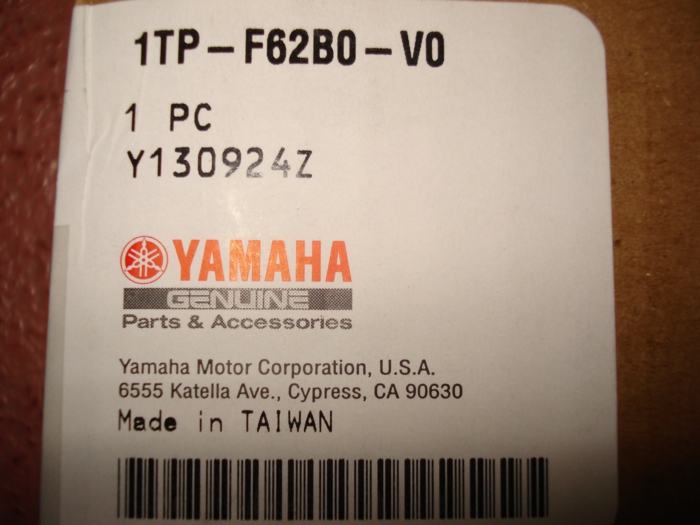 1TP-F62B0-V0
1 PC
Y130924Z
YAMAHA
GENUINE
Parts & Accessories
Yamaha Motor Corporation, U.S.A.
6555 Katella Ave., Cypress, CA 90630
Made in TAIWAN